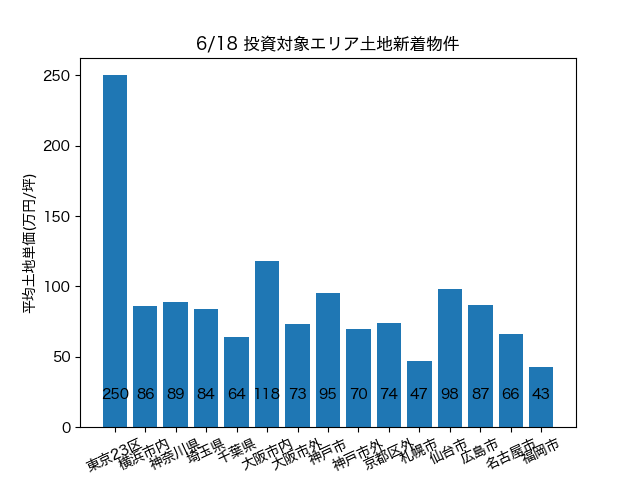 6/18 投資対象エリア土地新着物件
平均土地単価(万円/坪)
250
200
150
100
50
0
250 86 89 84 64 118 73 95 70 74 47 98 87 66 43
東京23区 横浜市内 神奈川県 埼玉県 千葉県 大阪市内 大阪市外 神戸市 神戸市外 京都区外 札幌市 仙台市 広島市 名古屋市 福岡市